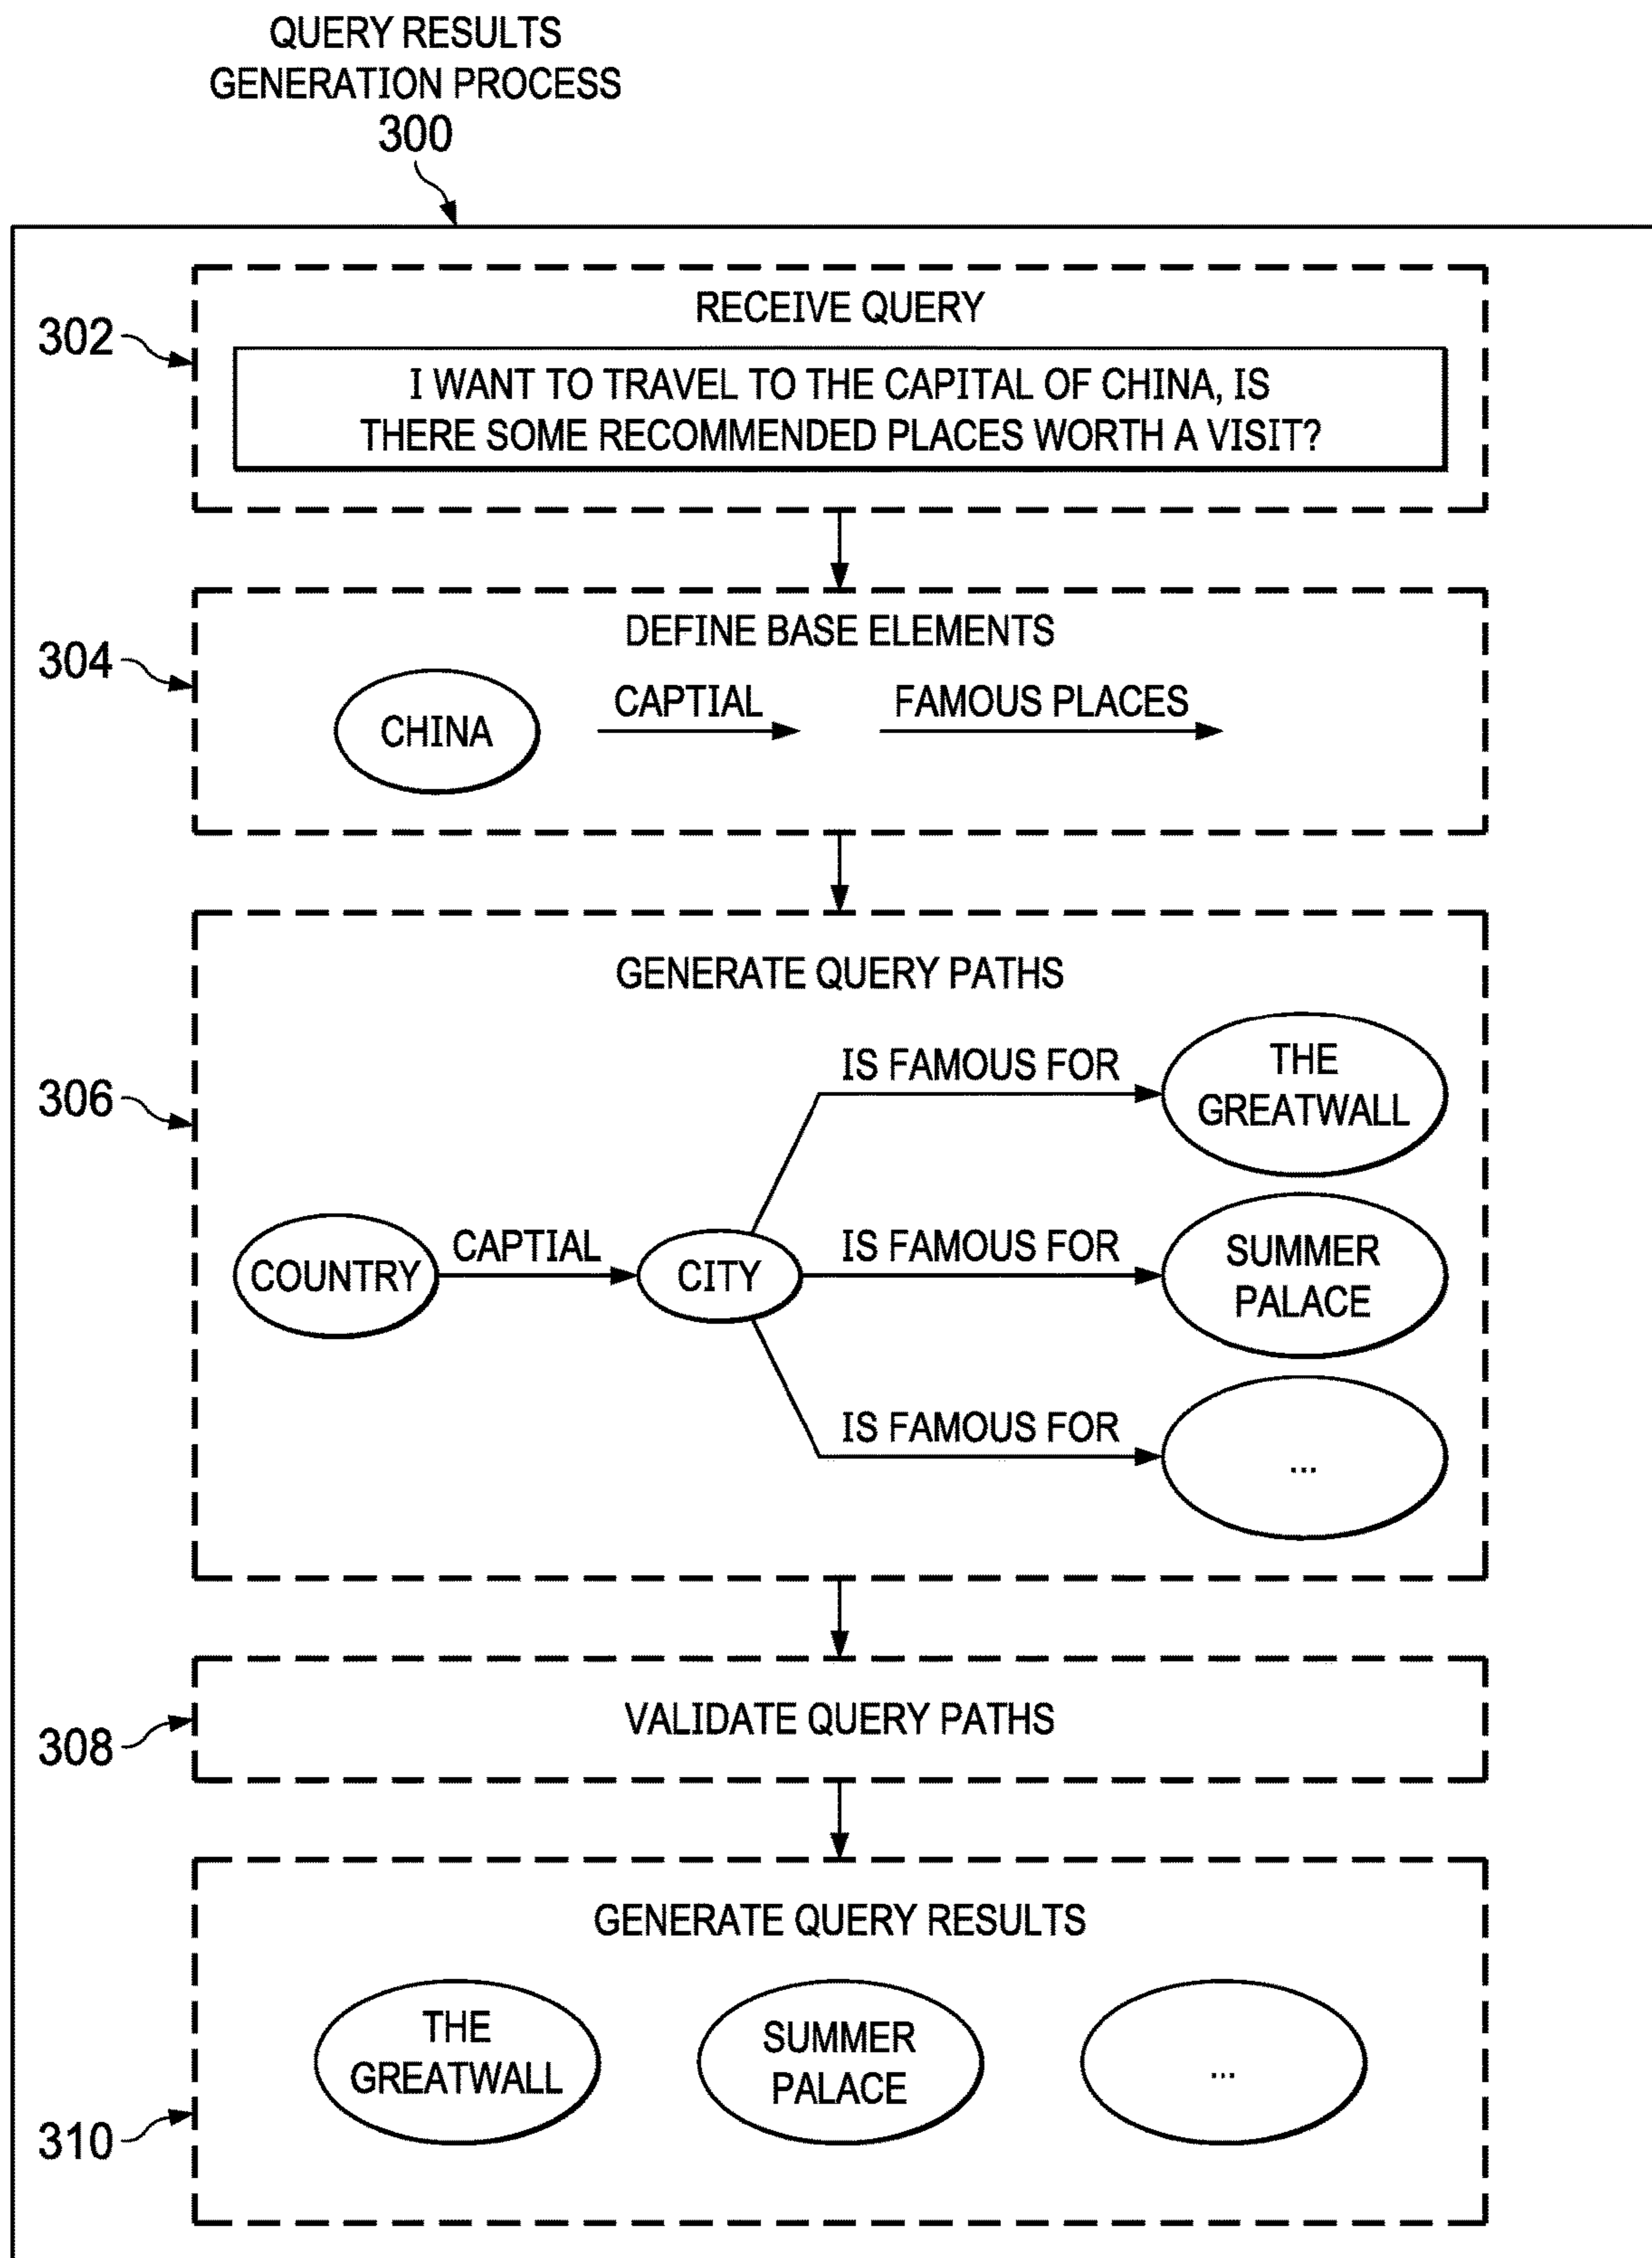 QUERY RESULTS
GENERATION PROCESS
300
302
RECEIVE QUERY
I WANT TO TRAVEL TO THE CAPITAL OF CHINA, IS
THERE SOME RECOMMENDED PLACES WORTH A VISIT?
304
DEFINE BASE ELEMENTS
CHINA
CAPTIAL
FAMOUS PLACES
306
GENERATE QUERY PATHS
IS FAMOUS FOR
THE
GREATWALL
COUNTRY
CAPTIAL
CITY
IS FAMOUS FOR
SUMMER
PALACE
IS FAMOUS FOR
...
308
VALIDATE QUERY PATHS
310
GENERATE QUERY RESULTS
THE
GREATWALL
SUMMER
PALACE
...